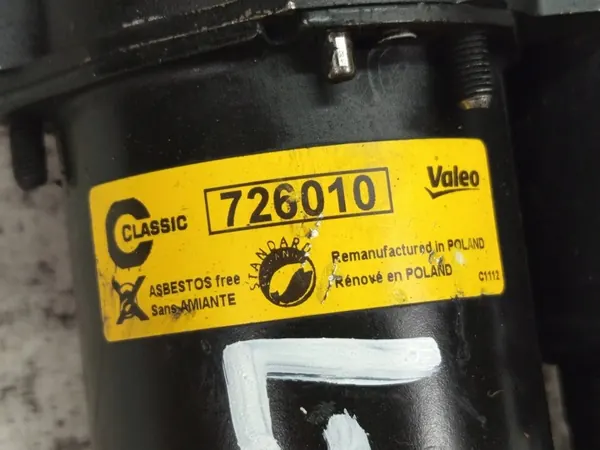 C CLASSIC
726010
Valeo
ASBESTOS free
Sans AMIANTE
STANDARD
Remanufactured in POLAND
Rénové en POLAND
C1112